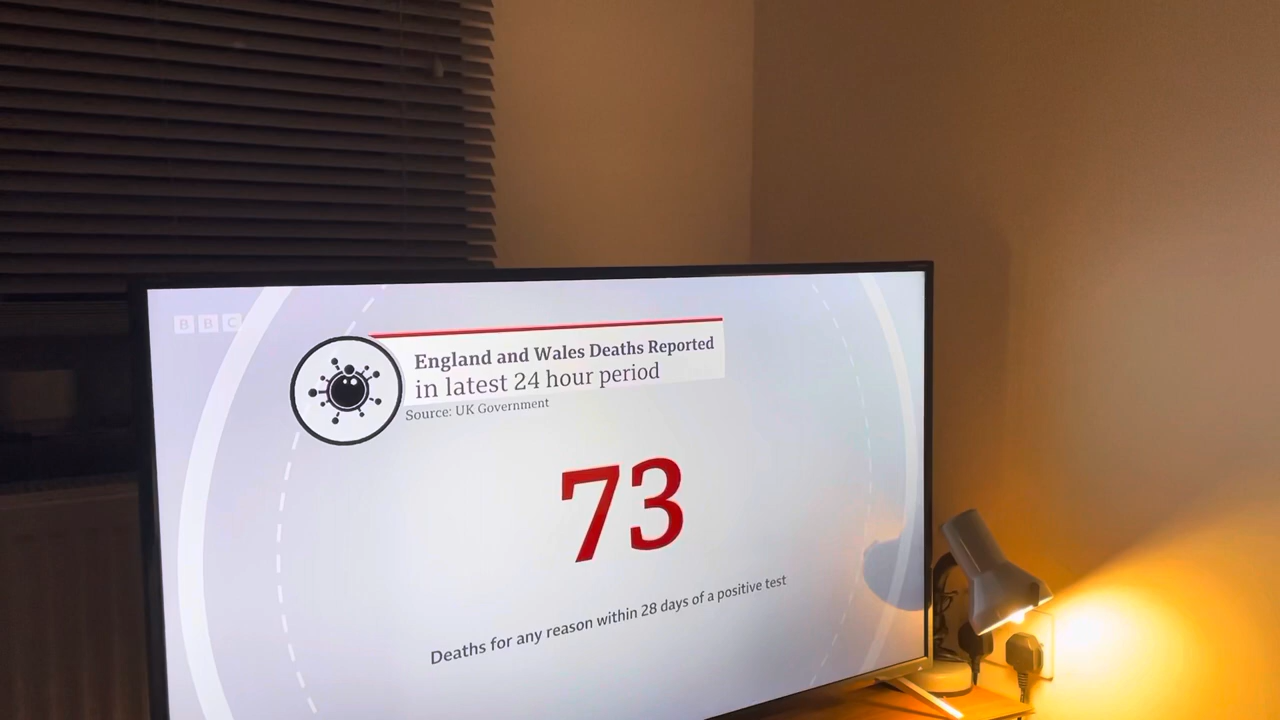 BBC
England and Wales Deaths Reported
in latest 24 hour period
Source: UK Government
73
Deaths for any reason within 28 days of a positive test